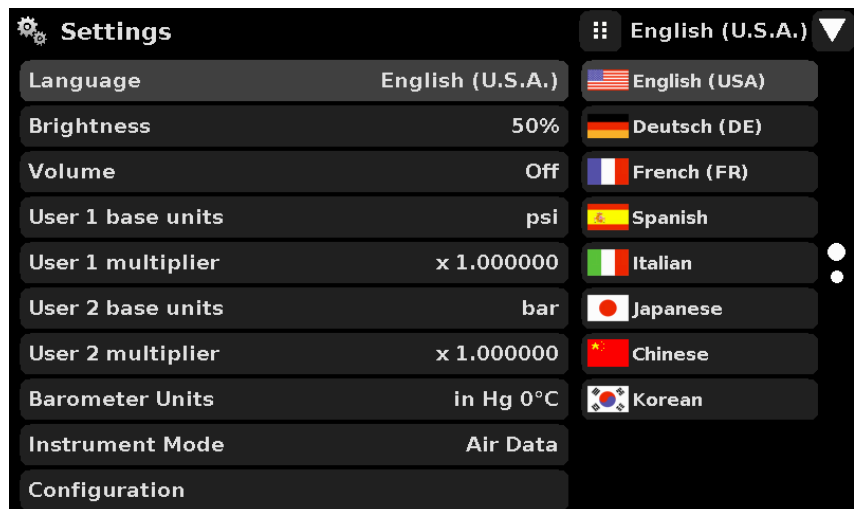 Settings
English (U.S.A.)
Language English (U.S.A.)
Brightness 50%
Volume Off
User 1 base units psi
User 1 multiplier x 1.000000
User 2 base units bar
User 2 multiplier x 1.000000
Barometer Units in Hg 0°C
Instrument Mode Air Data
Configuration
English (USA)
Deutsch (DE)
French (FR)
Spanish
Italian
Japanese
Chinese
Korean